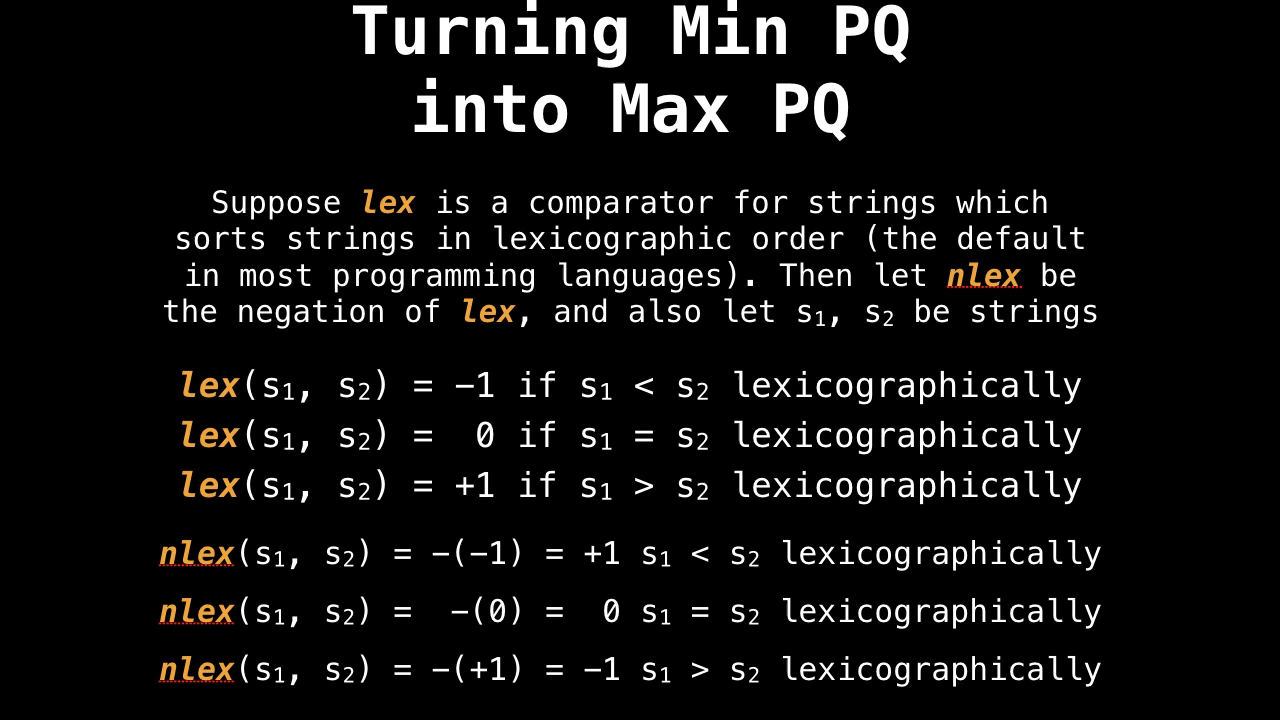 Turning Min PQ
into Max PQ
Suppose lex is a comparator for strings which
sorts strings in lexicographic order (the default
in most programming languages). Then let nlex be
the negation of lex, and also let s₁, s₂ be strings
lex(s₁, s₂) = −1 if s₁ < s₂ lexicographically
lex(s₁, s₂) = 0 if s₁ = s₂ lexicographically
lex(s₁, s₂) = +1 if s₁ > s₂ lexicographically
nlex(s₁, s₂) = −(−1) = +1 s₁ < s₂ lexicographically
nlex(s₁, s₂) = −(0) = 0 s₁ = s₂ lexicographically
nlex(s₁, s₂) = −(+1) = −1 s₁ > s₂ lexicographically